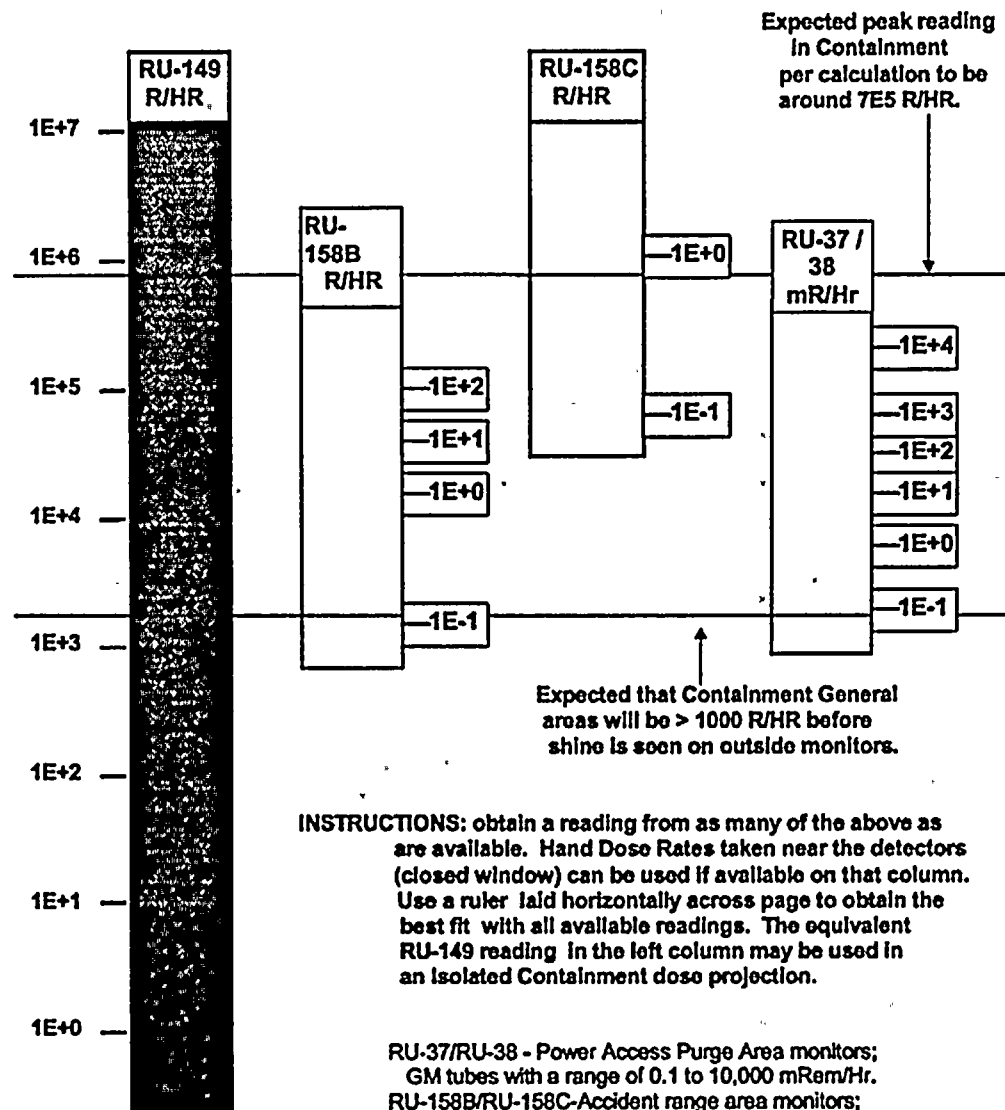 Expected peak reading
in Containment
per calculation to be
around 7E5 R/HR.
RU-149
R/HR
RU-158C
R/HR
RU-
158B
R/HR
RU-37 /
38
mR/Hr
1E+7
1E+6
1E+5
1E+4
1E+3
1E+2
1E+1
1E+0
1E+2
1E+1
1E+0
1E-1
1E+0
1E-1
1E+4
1E+3
1E+2
1E+1
1E+0
1E-1
Expected that Containment General
areas will be > 1000 R/HR before
shine is seen on outside monitors.
INSTRUCTIONS: obtain a reading from as many of the above as
are available. Hand Dose Rates taken near the detectors
(closed window) can be used if available on that column.
Use a ruler laid horizontally across page to obtain the
best fit with all available readings. The equivalent
RU-149 reading in the left column may be used in
an Isolated Containment dose projection.
RU-37/RU-38 - Power Access Purge Area monitors;
GM tubes with a range of 0.1 to 10,000 mRem/Hr.
RU-158B/RU-158C-Accident range area monitors;